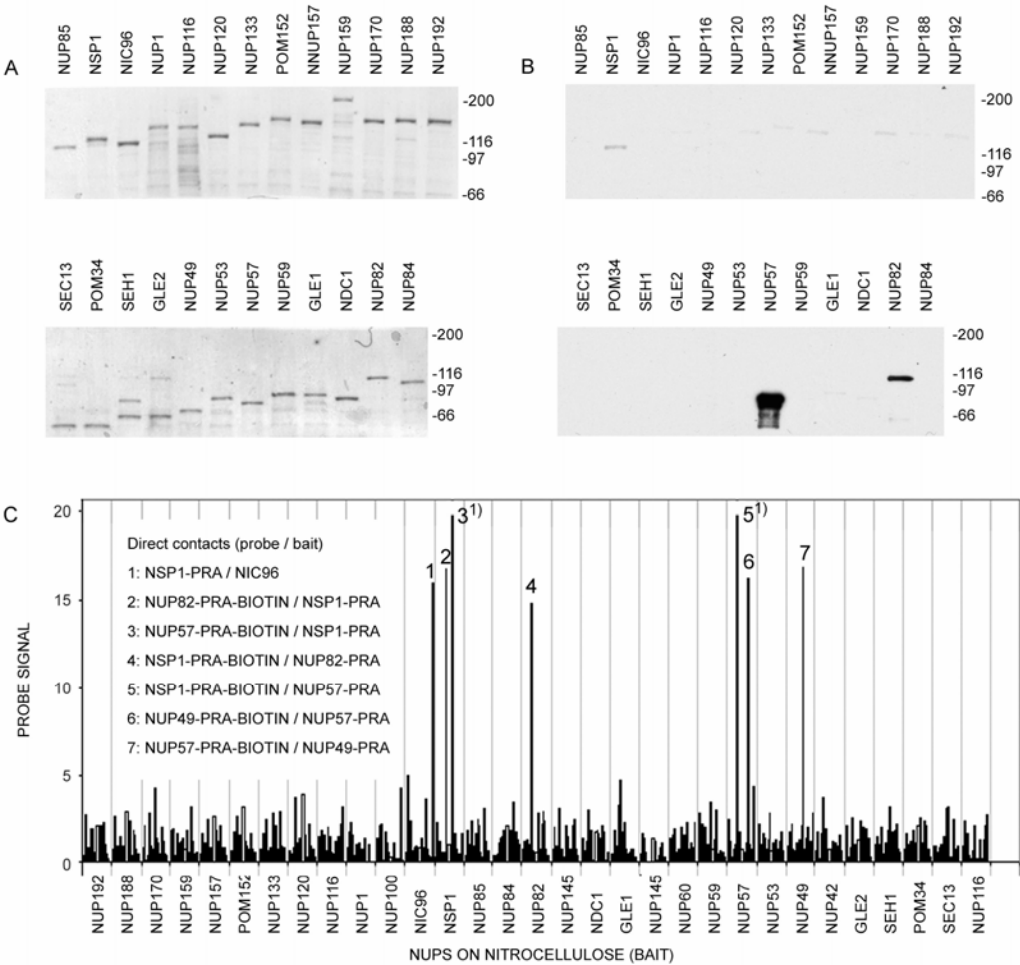 A
NUP85 NSP1 NIC96 NUP1 NUP116 NUP120 NUP133 POM152 NNUP157 NUP159 NUP170 NUP188 NUP192
-200
-116
-97
-66
B
NUP85 NSP1 NIC96 NUP1 NUP116 NUP120 NUP133 POM152 NNUP157 NUP159 NUP170 NUP188 NUP192
-200
-116
-97
-66
SEC13 POM34 SEH1 GLE2 NUP49 NUP53 NUP57 NUP59 GLE1 NDC1 NUP82 NUP84
-200
-116
-97
-66
SEC13 POM34 SEH1 GLE2 NUP49 NUP53 NUP57 NUP59 GLE1 NDC1 NUP82 NUP84
-200
-116
-97
-66
C
PROBE SIGNAL
20
15
10
5
0
Direct contacts (probe / bait)
1: NSP1-PRA / NIC96
2: NUP82-PRA-BIOTIN / NSP1-PRA
3: NUP57-PRA-BIOTIN / NSP1-PRA
4: NSP1-PRA-BIOTIN / NUP82-PRA
5: NSP1-PRA-BIOTIN / NUP57-PRA
6: NUP49-PRA-BIOTIN / NUP57-PRA
7: NUP57-PRA-BIOTIN / NUP49-PRA
1 2 3 1) 4 5 1) 6 7
NUP192 NUP188 NUP170 NUP159 NUP157 POM152 NUP133 NUP120 NUP116 NUP1 NUP100 NIC96 NSP1 NUP85 NUP84 NUP82 NUP145 NDC1 GLE1 NUP145 NUP60 NUP59 NUP57 NUP53 NUP49 NUP42 GLE2 SEH1 POM34 SEC13 NUP116
NUPS ON NITROCELLULOSE (BAIT)